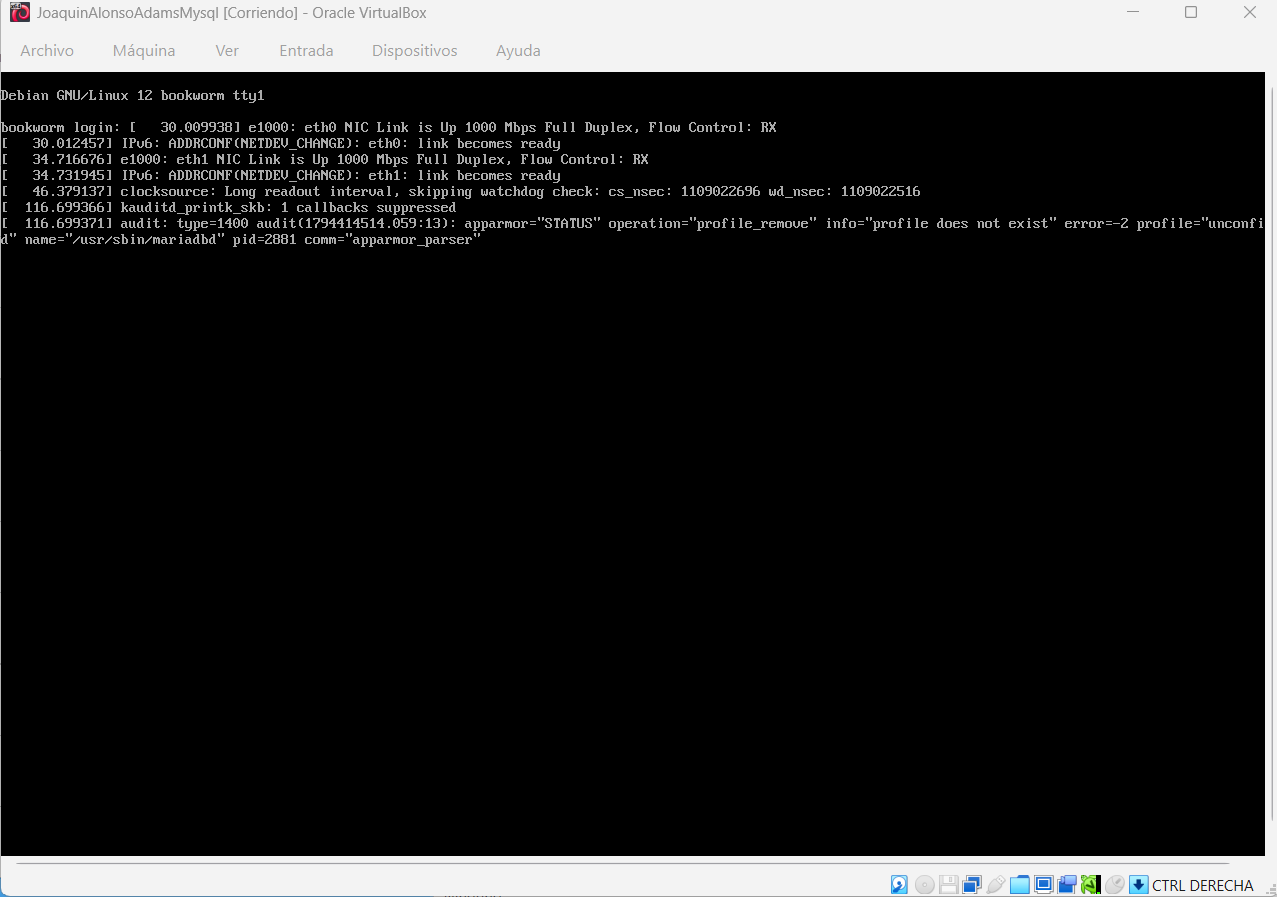 JoaquinAlonsoAdamsMysql [Corriendo] - Oracle VirtualBox
Archivo Máquina Ver Entrada Dispositivos Ayuda
Debian GNU/Linux 12 bookworm tty1
bookworm login: [   30.009938] e1000: eth0 NIC Link is Up 1000 Mbps Full Duplex, Flow Control: RX
[   30.012457] IPv6: ADDRCONF(NETDEV_CHANGE): eth0: link becomes ready
[   34.716676] e1000: eth1 NIC Link is Up 1000 Mbps Full Duplex, Flow Control: RX
[   34.731945] IPv6: ADDRCONF(NETDEV_CHANGE): eth1: link becomes ready
[   46.379137] clocksource: Long readout interval, skipping watchdog check: cs_nsec: 1109022696 wd_nsec: 1109022516
[  116.699366] kauditd_printk_skb: 1 callbacks suppressed
[  116.699371] audit: type=1400 audit(1794414514.059:13): apparmor="STATUS" operation="profile_remove" info="profile does not exist" error=-2 profile="unconfi
d" name="/usr/sbin/mariadbd" pid=2881 comm="apparmor_parser"
CTRL DERECHA